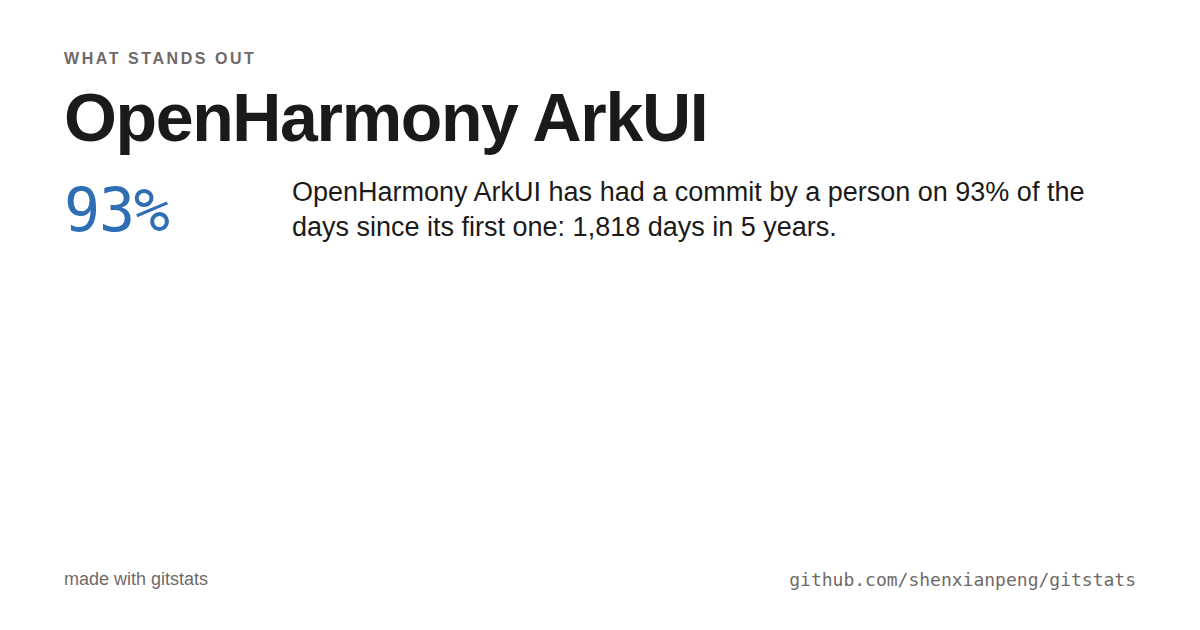 WHAT STANDS OUT
OpenHarmony ArkUI
93%
OpenHarmony ArkUI has had a commit by a person on 93% of the
days since its first one: 1,818 days in 5 years.
made with gitstats
github.com/shenxianpeng/gitstats